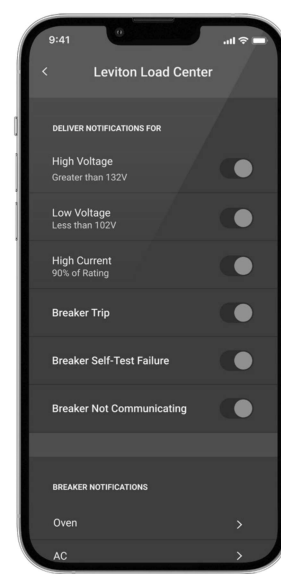 9:41
Leviton Load Center
DELIVER NOTIFICATIONS FOR
High Voltage
Greater than 132V
Low Voltage
Less than 102V
High Current
90% of Rating
Breaker Trip
Breaker Self-Test Failure
Breaker Not Communicating
BREAKER NOTIFICATIONS
Oven
AC